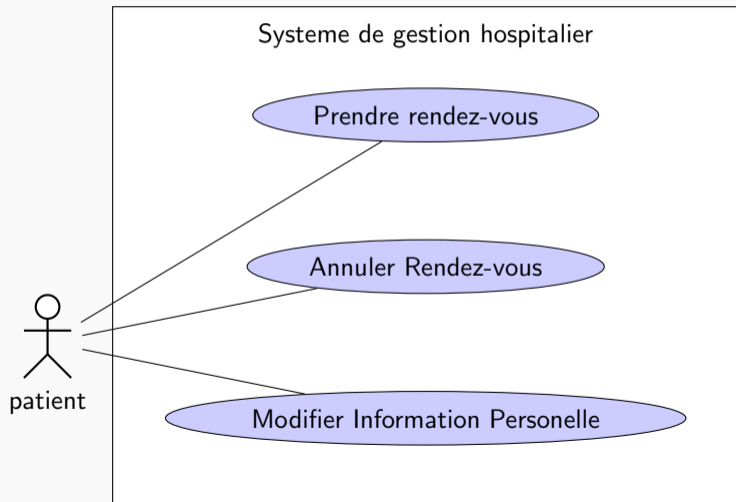 Systeme de gestion hospitalier
Prendre rendez-vous
Annuler Rendez-vous
patient
Modifier Information Personelle